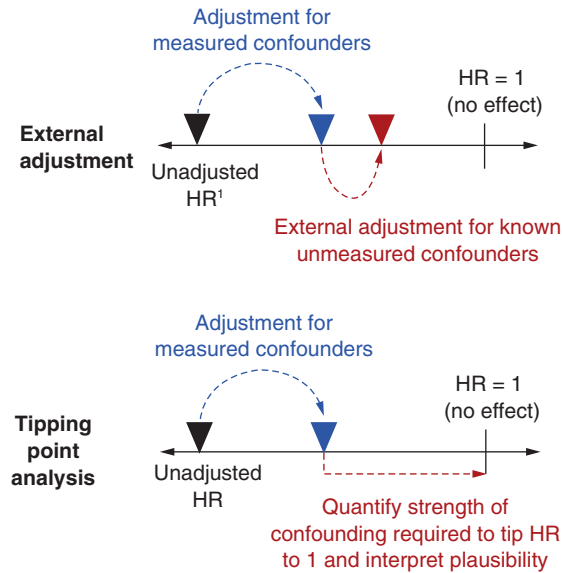 Adjustment for
measured confounders
HR = 1
(no effect)
External
adjustment
Unadjusted
HR¹
External adjustment for known
unmeasured confounders
Adjustment for
measured confounders
HR = 1
(no effect)
Tipping
point
analysis
Unadjusted
HR
Quantify strength of
confounding required to tip HR
to 1 and interpret plausibility